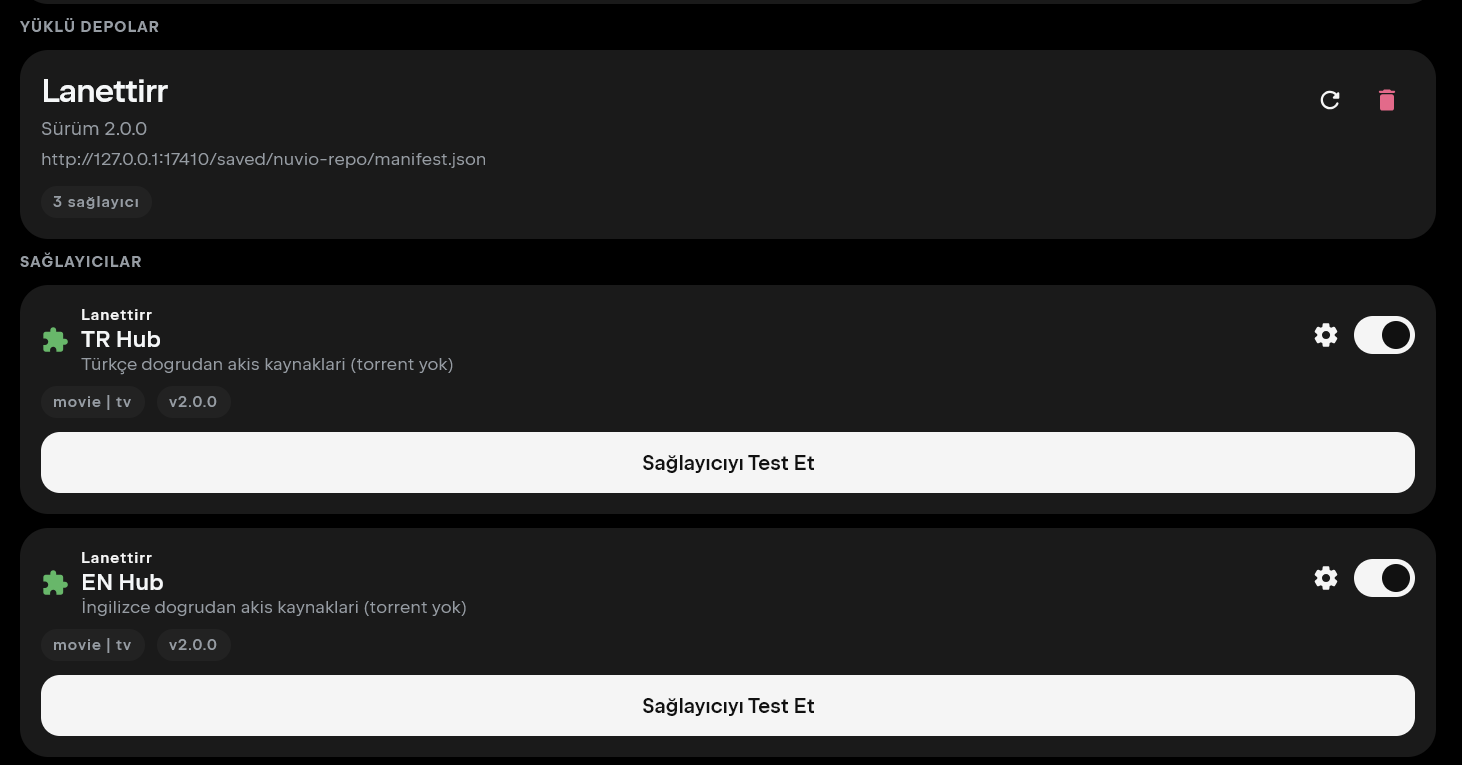 YÜKLÜ DEPOLAR
Lanettirr
Sürüm 2.0.0
http://127.0.0.1:17410/saved/nuvio-repo/manifest.json
3 sağlayıcı
SAĞLAYICILAR
Lanettirr
TR Hub
Türkçe dogrudan akis kaynaklari (torrent yok)
movie | tv v2.0.0
Sağlayıcıyı Test Et
Lanettirr
EN Hub
İngilizce dogrudan akis kaynaklari (torrent yok)
movie | tv v2.0.0
Sağlayıcıyı Test Et